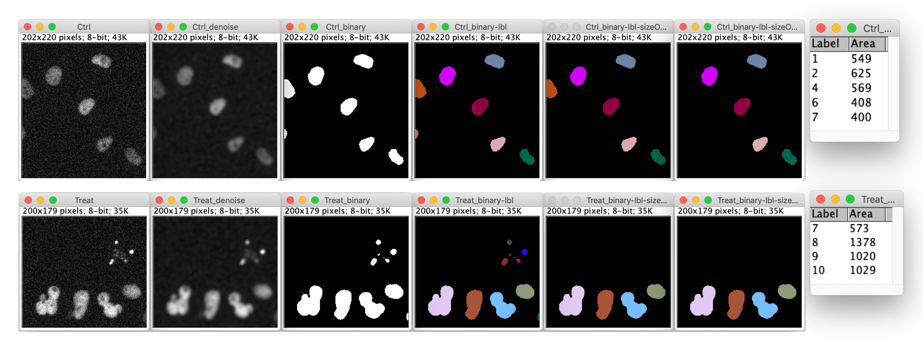 Ctrl
Ctrl_denoise
Ctrl_binary
Ctrl_binary-lbl
Ctrl_binary-lbl-sizeO...
Ctrl_binary-lbl-sizeO...
Ctrl_...
202x220 pixels; 8-bit; 43K
202x220 pixels; 8-bit; 43K
202x220 pixels; 8-bit; 43K
202x220 pixels; 8-bit; 43K
202x220 pixels; 8-bit; 43K
202x220 pixels; 8-bit; 43K
Label Area
1 549
2 625
4 569
6 408
7 400
Treat
Treat_denoise
Treat_binary
Treat_binary-lbl
Treat_binary-lbl-size...
Treat_binary-lbl-size...
Treat_...
200x179 pixels; 8-bit; 35K
200x179 pixels; 8-bit; 35K
200x179 pixels; 8-bit; 35K
200x179 pixels; 8-bit; 35K
200x179 pixels; 8-bit; 35K
200x179 pixels; 8-bit; 35K
Label Area
7 573
8 1378
9 1020
10 1029